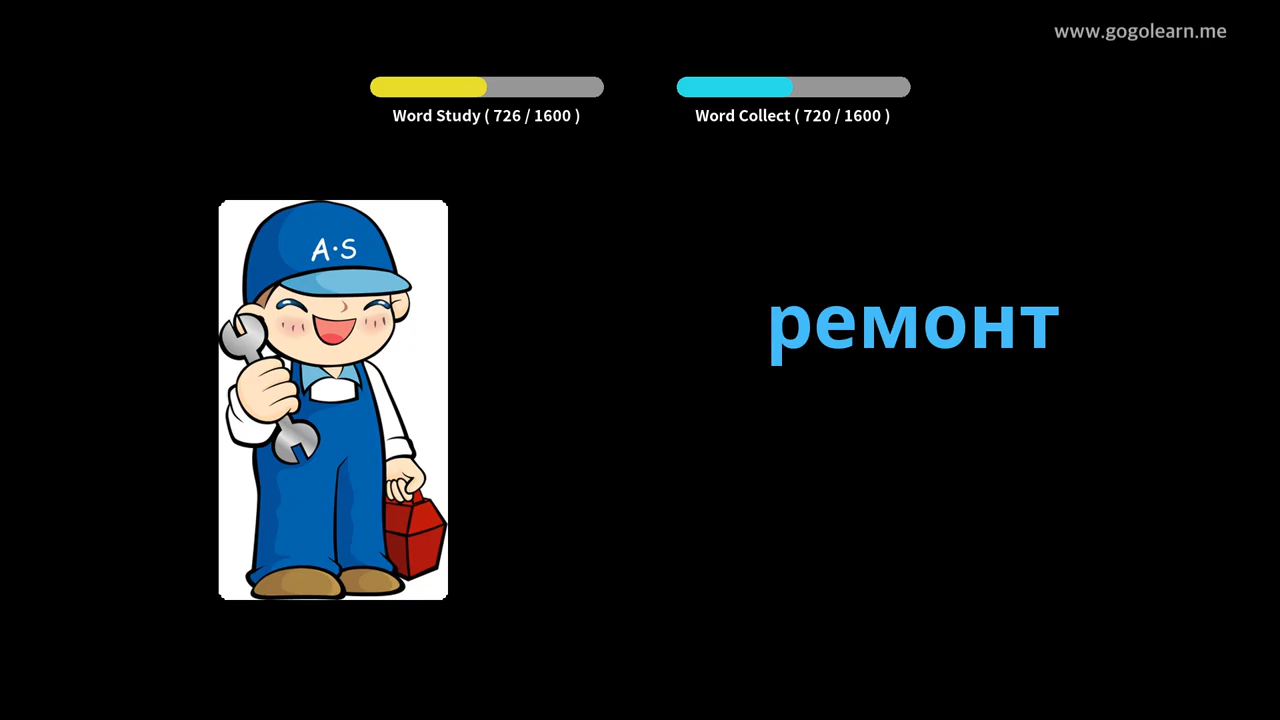 www.gogolearn.me
Word Study ( 726 / 1600 )
Word Collect ( 720 / 1600 )
A·S
ремонт